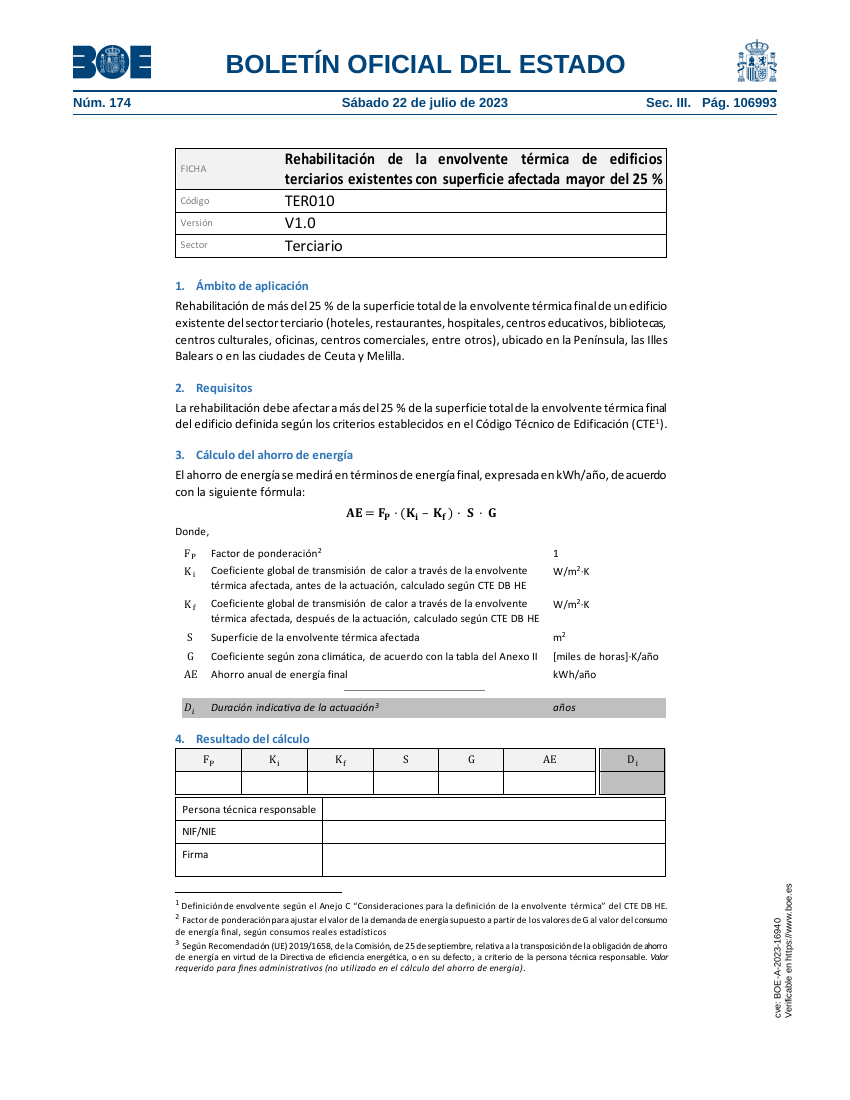 BOE
BOLETÍN OFICIAL DEL ESTADO
Núm. 174
Sábado 22 de julio de 2023
Sec. III. Pág. 106993
FICHA
Rehabilitación de la envolvente térmica de edificios
terciarios existentes con superficie afectada mayor del 25 %
Código
TER010
Versión
V1.0
Sector
Terciario
1. Ámbito de aplicación
Rehabilitación de más del 25 % de la superficie total de la envolvente térmica final de un edificio
existente del sector terciario (hoteles, restaurantes, hospitales, centros educativos, bibliotecas,
centros culturales, oficinas, centros comerciales, entre otros), ubicado en la Península, las Illes
Balears o en las ciudades de Ceuta y Melilla.
2. Requisitos
La rehabilitación debe afectar a más del 25 % de la superficie total de la envolvente térmica final
del edificio definida según los criterios establecidos en el Código Técnico de Edificación (CTE¹).
3. Cálculo del ahorro de energía
El ahorro de energía se medirá en términos de energía final, expresada en kWh/año, de acuerdo
con la siguiente fórmula:
AE = F_P · (K_i − K_f) · S · G
Donde,
F_P Factor de ponderación² 1
K_i Coeficiente global de transmisión de calor a través de la envolvente W/m²·K
térmica afectada, antes de la actuación, calculado según CTE DB HE
K_f Coeficiente global de transmisión de calor a través de la envolvente W/m²·K
térmica afectada, después de la actuación, calculado según CTE DB HE
S Superficie de la envolvente térmica afectada m²
G Coeficiente según zona climática, de acuerdo con la tabla del Anexo II [miles de horas]·K/año
AE Ahorro anual de energía final kWh/año
D_i Duración indicativa de la actuación³ años
4. Resultado del cálculo
F_P K_i K_f S G AE D_i
Persona técnica responsable
NIF/NIE
Firma
¹ Definición de envolvente según el Anejo C “Consideraciones para la definición de la envolvente térmica” del CTE DB HE.
² Factor de ponderación para ajustar el valor de la demanda de energía supuesto a partir de los valores de G al valor del consumo
de energía final, según consumos reales estadísticos
³ Según Recomendación (UE) 2019/1658, de la Comisión, de 25 de septiembre, relativa a la transposición de la obligación de ahorro
de energía en virtud de la Directiva de eficiencia energética, o en su defecto, a criterio de la persona técnica responsable. Valor
requerido para fines administrativos (no utilizado en el cálculo del ahorro de energía).
cve: BOE-A-2023-16940
Verificable en https://www.boe.es